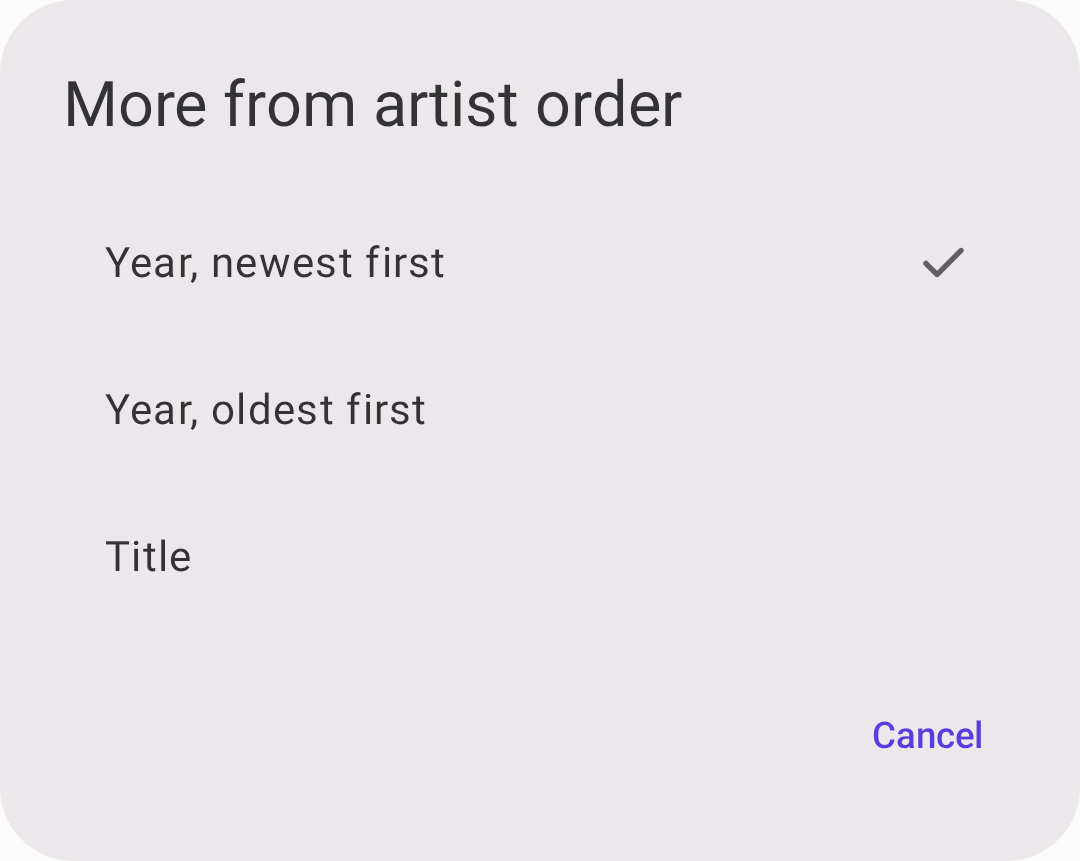 More from artist order
Year, newest first
Year, oldest first
Title
Cancel